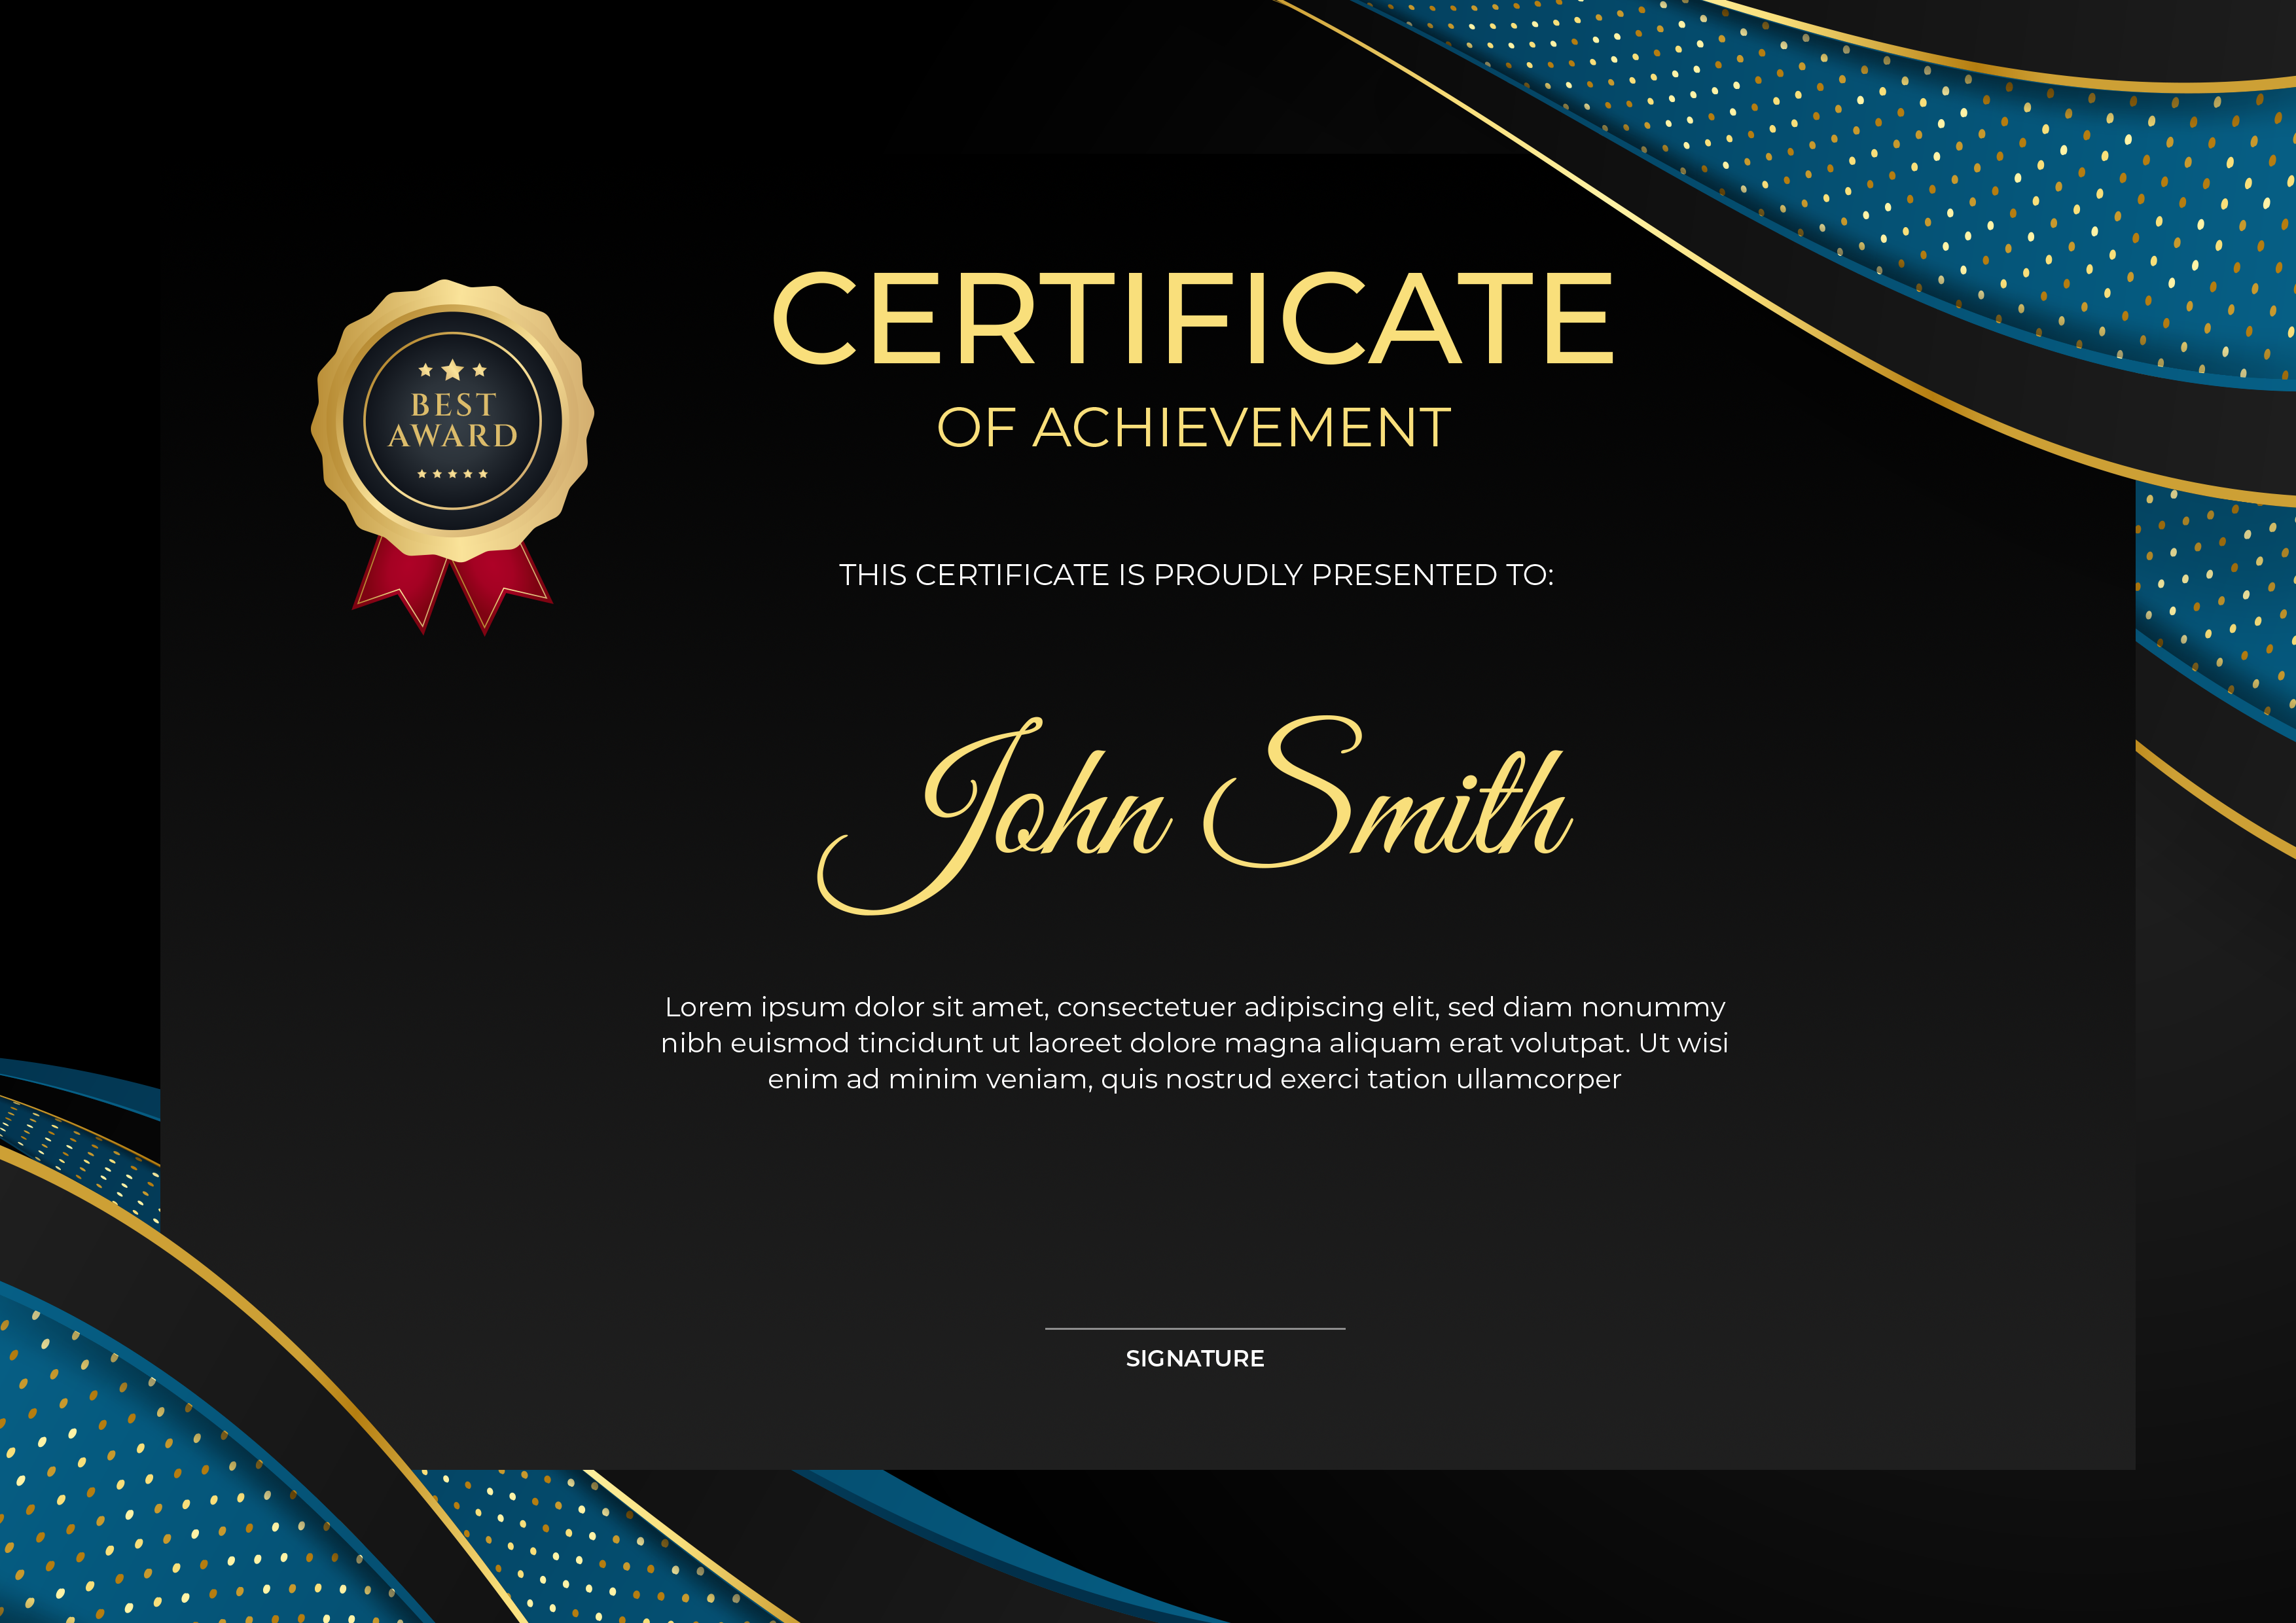 CERTIFICATE
OF ACHIEVEMENT
BEST
AWARD
THIS CERTIFICATE IS PROUDLY PRESENTED TO:
John Smith
Lorem ipsum dolor sit amet, consectetuer adipiscing elit, sed diam nonummy
nibh euismod tincidunt ut laoreet dolore magna aliquam erat volutpat. Ut wisi
enim ad minim veniam, quis nostrud exerci tation ullamcorper
SIGNATURE